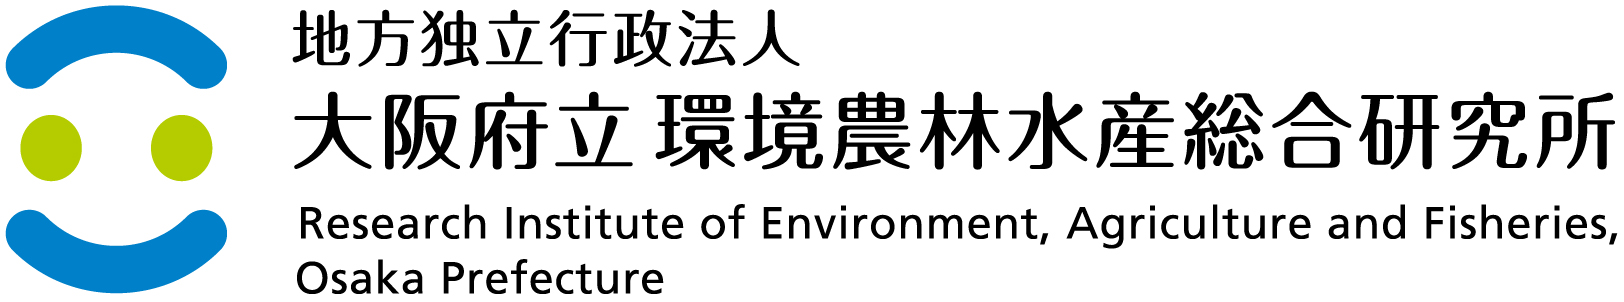 地方独立行政法人
大阪府立 環境農林水産総合研究所
Research Institute of Environment, Agriculture and Fisheries,
Osaka Prefecture